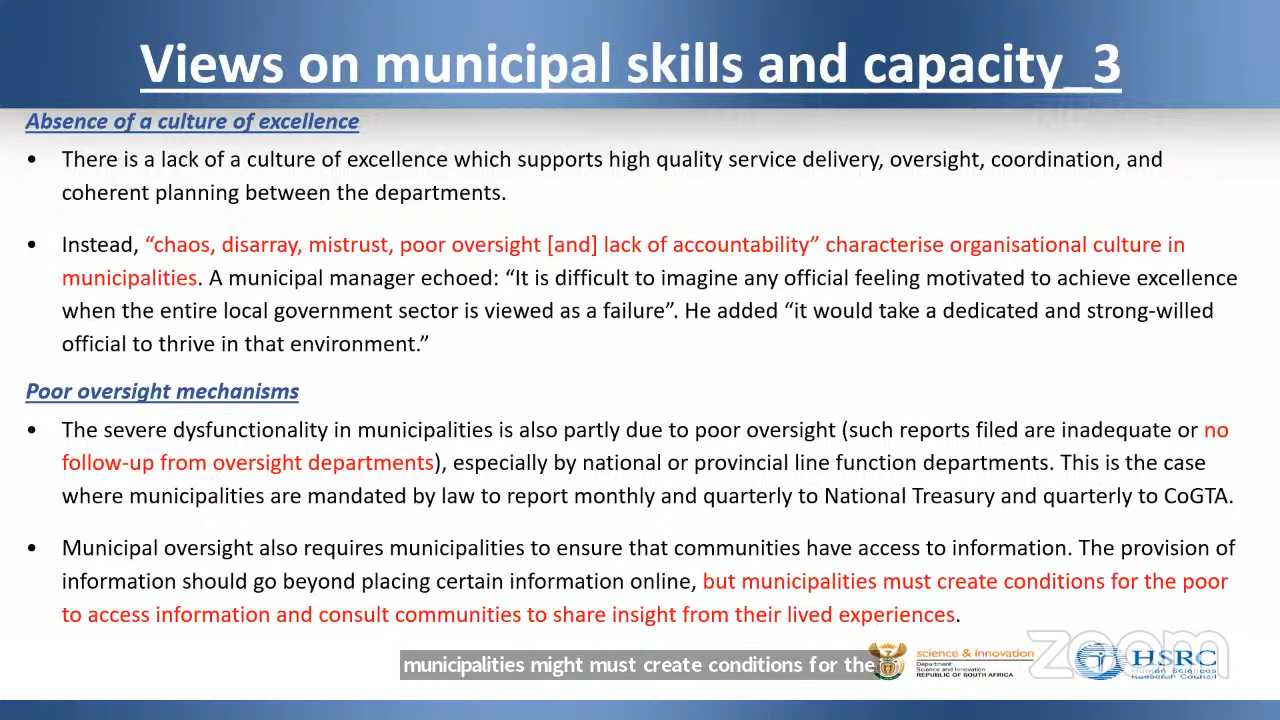 Views on municipal skills and capacity_3
Absence of a culture of excellence
• There is a lack of a culture of excellence which supports high quality service delivery, oversight, coordination, and
coherent planning between the departments.
• Instead, “chaos, disarray, mistrust, poor oversight [and] lack of accountability” characterise organisational culture in
municipalities. A municipal manager echoed: “It is difficult to imagine any official feeling motivated to achieve excellence
when the entire local government sector is viewed as a failure”. He added “it would take a dedicated and strong-willed
official to thrive in that environment.”
Poor oversight mechanisms
• The severe dysfunctionality in municipalities is also partly due to poor oversight (such reports filed are inadequate or no
follow-up from oversight departments), especially by national or provincial line function departments. This is the case
where municipalities are mandated by law to report monthly and quarterly to National Treasury and quarterly to CoGTA.
• Municipal oversight also requires municipalities to ensure that communities have access to information. The provision of
information should go beyond placing certain information online, but municipalities must create conditions for the poor
to access information and consult communities to share insight from their lived experiences.
municipalities might must create conditions for the
science & innovation
Department:
Science and Innovation
REPUBLIC OF SOUTH AFRICA
zoom
HSRC
Human Sciences
Research Council